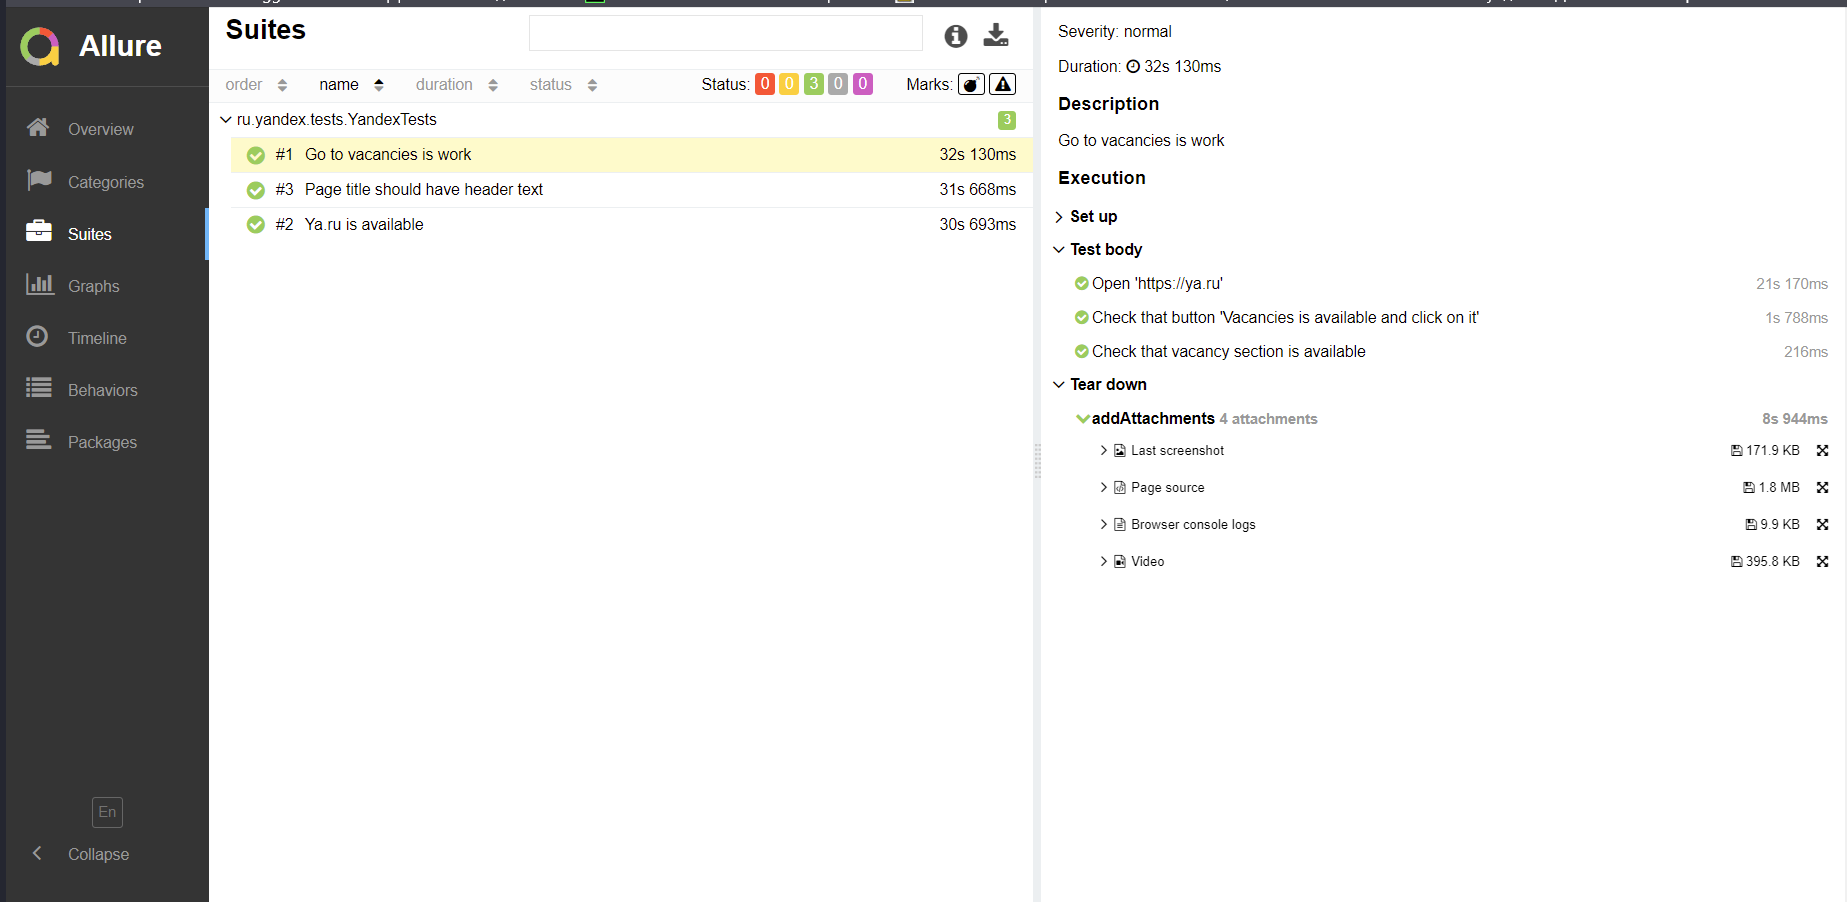 Allure
Overview
Categories
Suites
Graphs
Timeline
Behaviors
Packages
En
Collapse
Suites
order name duration status Status: 0 0 3 0 0 Marks:
ru.yandex.tests.YandexTests 3
#1 Go to vacancies is work 32s 130ms
#3 Page title should have header text 31s 668ms
#2 Ya.ru is available 30s 693ms
Severity: normal
Duration: 32s 130ms
Description
Go to vacancies is work
Execution
Set up
Test body
Open 'https://ya.ru' 21s 170ms
Check that button 'Vacancies is available and click on it' 1s 788ms
Check that vacancy section is available 216ms
Tear down
addAttachments 4 attachments 8s 944ms
Last screenshot 171.9 KB
Page source 1.8 MB
Browser console logs 9.9 KB
Video 395.8 KB